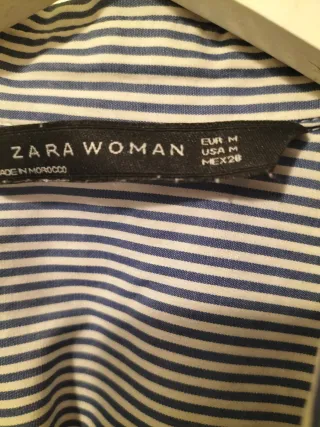 ZARA WOMAN
MADE IN MOROCCO
EUR M
USA M
MEX 28